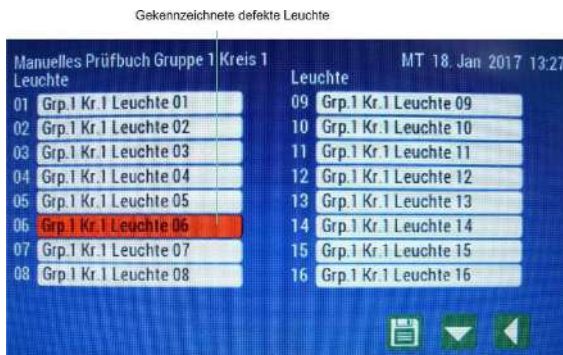 Gekennzeichnete defekte Leuchte
Manuelles Prüfbuch Gruppe 1 Kreis 1
MT 18. Jan 2017 13:27
Leuchte
01 Grp.1 Kr.1 Leuchte 01
02 Grp.1 Kr.1 Leuchte 02
03 Grp.1 Kr.1 Leuchte 03
04 Grp.1 Kr.1 Leuchte 04
05 Grp.1 Kr.1 Leuchte 05
06 Grp.1 Kr.1 Leuchte 06
07 Grp.1 Kr.1 Leuchte 07
08 Grp.1 Kr.1 Leuchte 08
Leuchte
09 Grp.1 Kr.1 Leuchte 09
10 Grp.1 Kr.1 Leuchte 10
11 Grp.1 Kr.1 Leuchte 11
12 Grp.1 Kr.1 Leuchte 12
13 Grp.1 Kr.1 Leuchte 13
14 Grp.1 Kr.1 Leuchte 14
15 Grp.1 Kr.1 Leuchte 15
16 Grp.1 Kr.1 Leuchte 16